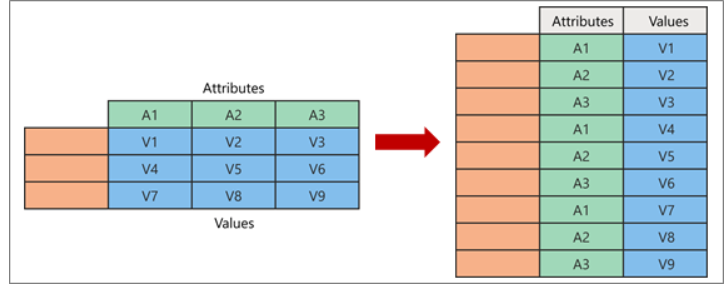 Attributes
A1 A2 A3
V1 V2 V3
V4 V5 V6
V7 V8 V9
Values
Attributes Values
A1 V1
A2 V2
A3 V3
A1 V4
A2 V5
A3 V6
A1 V7
A2 V8
A3 V9